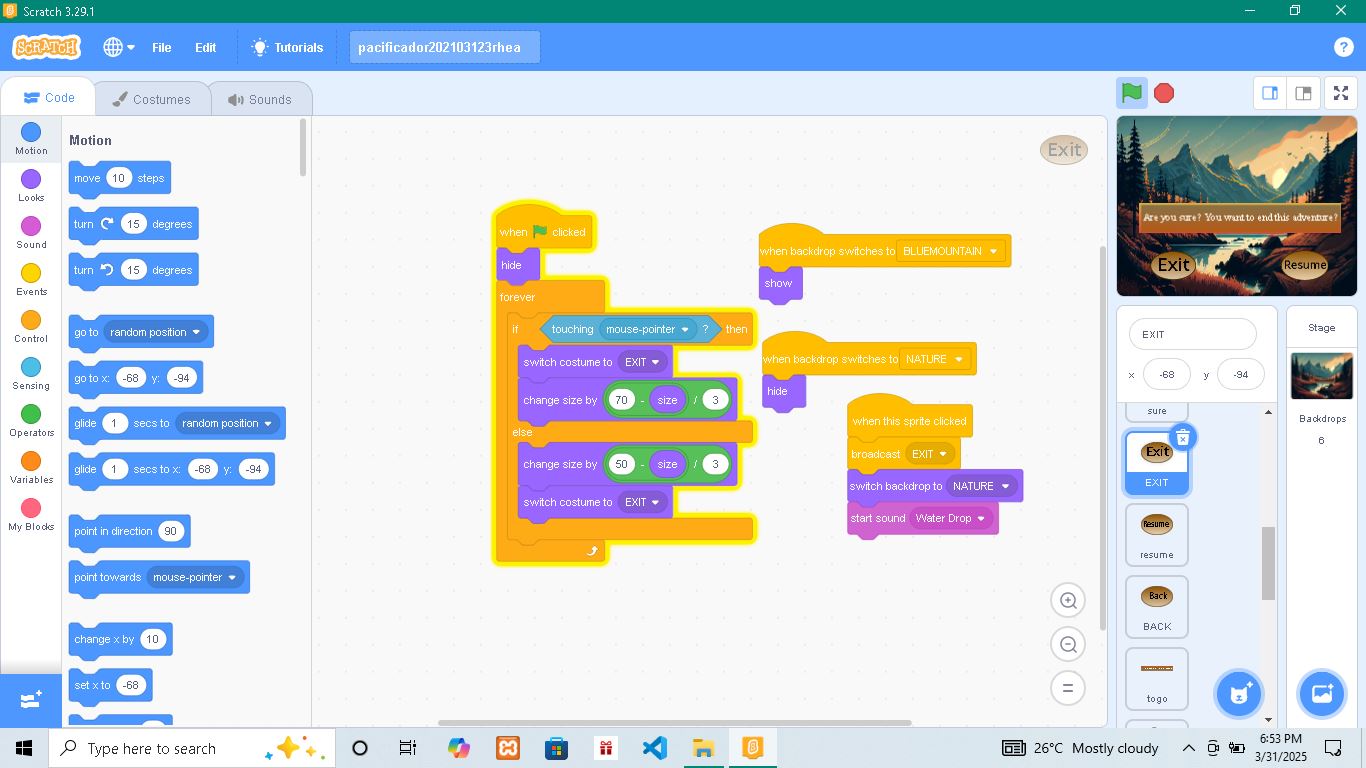 Scratch 3.29.1
SCRATCH
File
Edit
Tutorials
pacificador202103123rhea
?
Code
Costumes
Sounds
Motion
Looks
Sound
Events
Control
Sensing
Operators
Variables
My Blocks
Motion
move 10 steps
turn 15 degrees
turn 15 degrees
go to random position
go to x: -68 y: -94
glide 1 secs to random position
glide 1 secs to x: -68 y: -94
point in direction 90
point towards mouse-pointer
change x by 10
set x to -68
when clicked
hide
forever
if touching mouse-pointer ? then
switch costume to EXIT
change size by 70 - size / 3
else
change size by 50 - size / 3
switch costume to EXIT
when backdrop switches to BLUEMOUNTAIN
show
when backdrop switches to NATURE
hide
when this sprite clicked
broadcast EXIT
switch backdrop to NATURE
start sound Water Drop
Exit
Are you sure? You want to end this adventure?
Exit
Resume
EXIT
x -68 y -94
sure
Exit
EXIT
Resume
resume
Back
BACK
togo
Stage
Backdrops
6
Type here to search
26°C Mostly cloudy
6:53 PM
3/31/2025